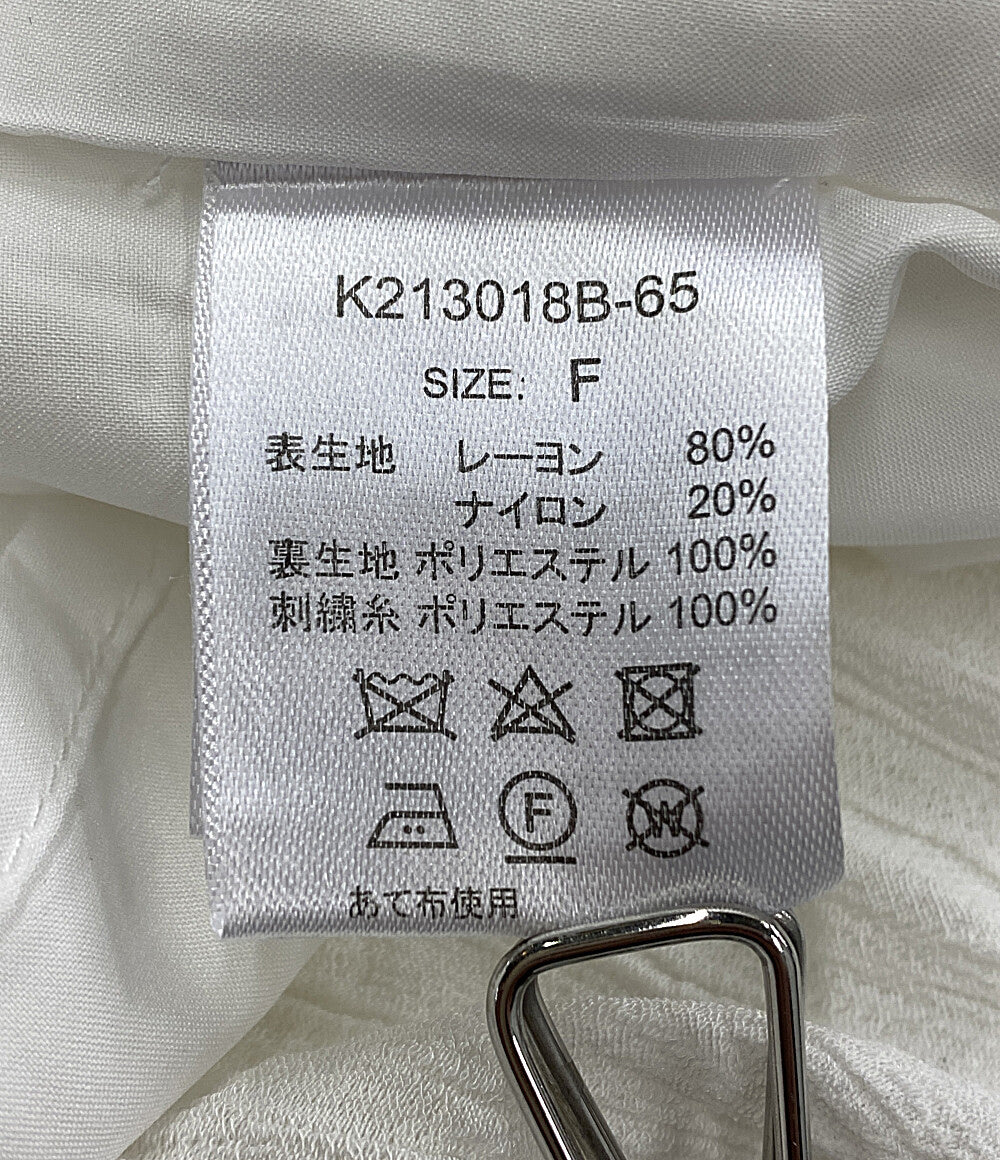 K213018B-65
SIZE: F
表生地 レーヨン 80%
ナイロン 20%
裏生地 ポリエステル 100%
刺繍糸 ポリエステル 100%
F W
あて布使用